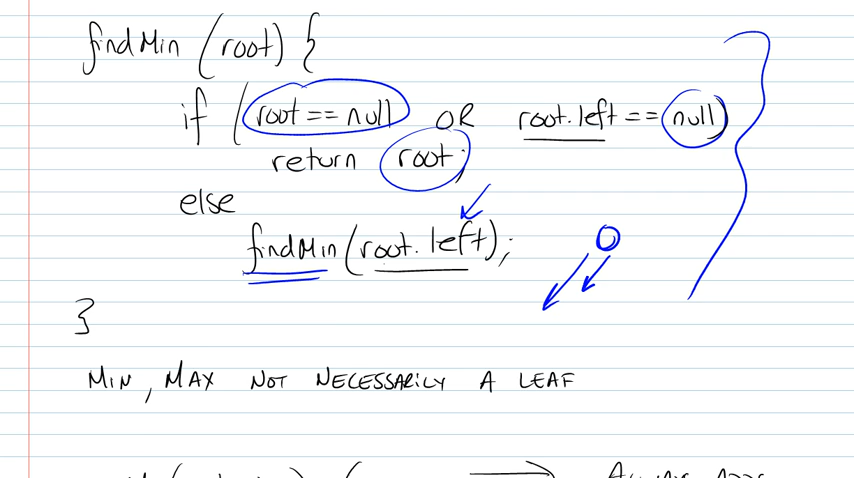 findMin (root) {
if (root == null OR root.left == null)
return root;
else
findMin (root.left);
}
MIN, MAX NOT NECESSARILY A LEAF